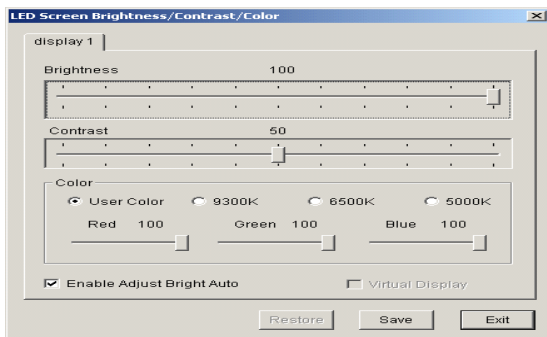 LED Screen Brightness/Contrast/Color
display 1
Brightness 100
Contrast 50
Color
User Color 9300K 6500K 5000K
Red 100 Green 100 Blue 100
Enable Adjust Bright Auto Virtual Display
Restore Save Exit